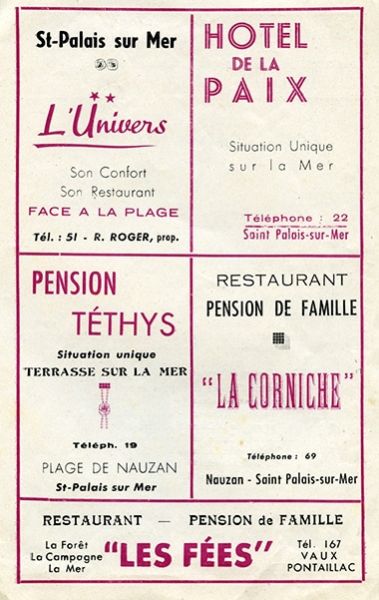 St-Palais sur Mer
L'Univers
Son Confort
Son Restaurant
FACE A LA PLAGE
Tél. : 51 - R. ROGER, prop.
HOTEL
DE LA
PAIX
Situation Unique
sur la Mer
Téléphone : 22
Saint Palais-sur-Mer
PENSION
TÉTHYS
Situation unique
TERRASSE SUR LA MER
Téléph. 19
PLAGE DE NAUZAN
St-Palais sur Mer
RESTAURANT
PENSION DE FAMILLE
"LA CORNICHE"
Téléphone : 69
Nauzan - Saint Palais-sur-Mer
RESTAURANT — PENSION de FAMILLE
La Forêt
La Campagne
La Mer
"LES FÉES"
Tél. 167
VAUX
PONTAILLAC